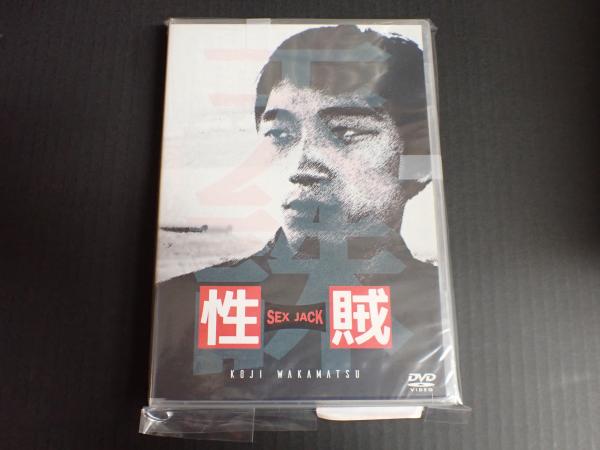 性 SEX JACK 賊
KOJI WAKAMATSU
DVD
VIDEO